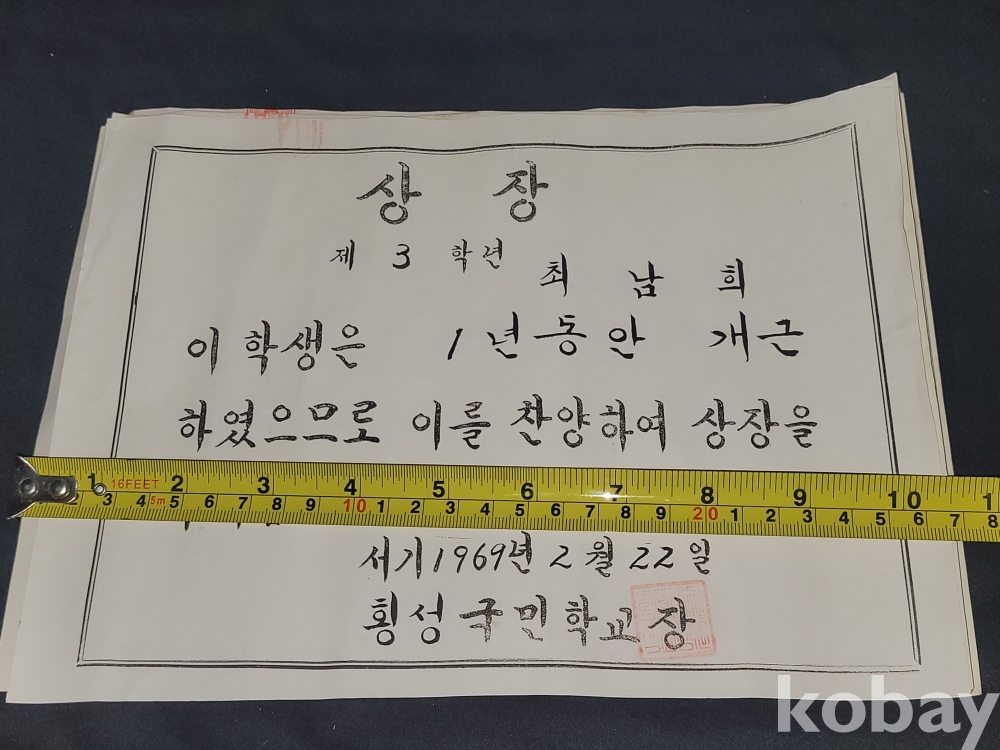 상 장
제 3 학년
최 남 희
이 학생은 1년동안 개근
하였으므로 이를 찬양하여 상장을
1 16FEET 2 3 4 5 6 7 8 9 10 1
2 3 4 5m 5 6 7 8 9 10 1 2 3 4 5 6 7 8 9 20 1 2 3 4 5 6 7 8
서기1969년 2월 22일
횡성국민학교장
kobay